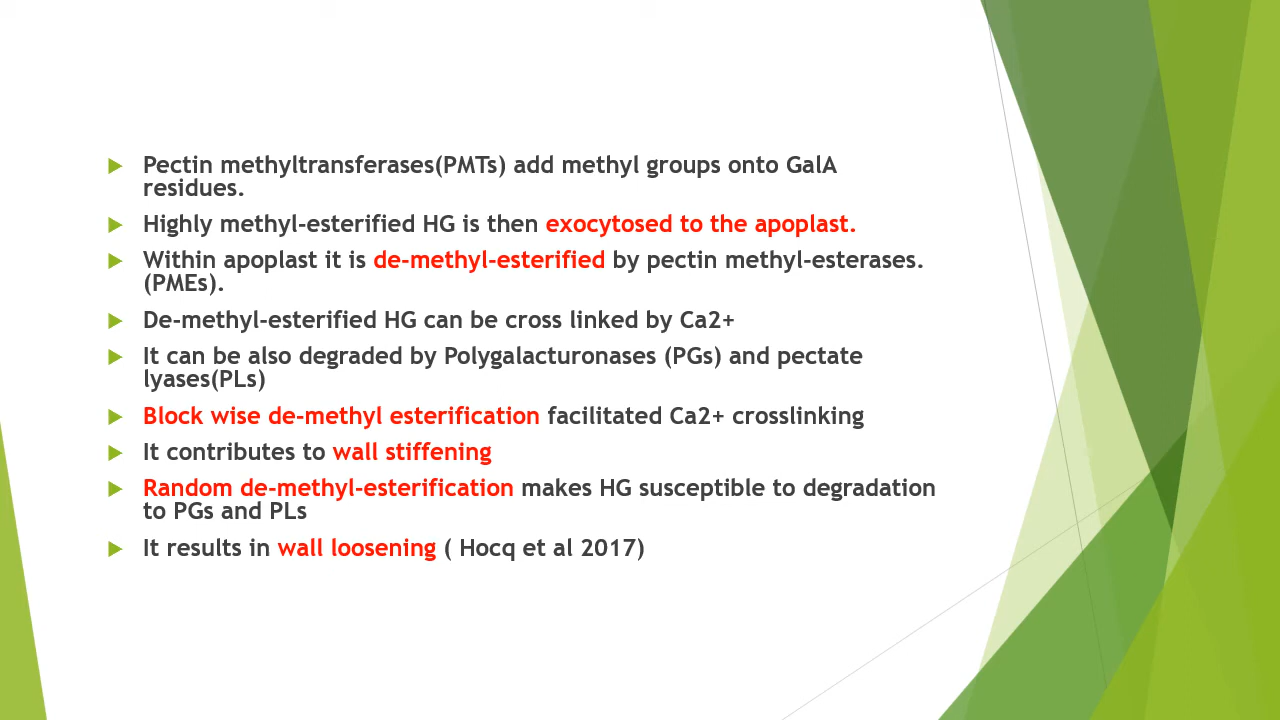 Pectin methyltransferases(PMTs) add methyl groups onto GalA
residues.
Highly methyl-esterified HG is then exocytosed to the apoplast.
Within apoplast it is de-methyl-esterified by pectin methyl-esterases.
(PMEs).
De-methyl-esterified HG can be cross linked by Ca2+
It can be also degraded by Polygalacturonases (PGs) and pectate
lyases(PLs)
Block wise de-methyl esterification facilitated Ca2+ crosslinking
It contributes to wall stiffening
Random de-methyl-esterification makes HG susceptible to degradation
to PGs and PLs
It results in wall loosening ( Hocq et al 2017)